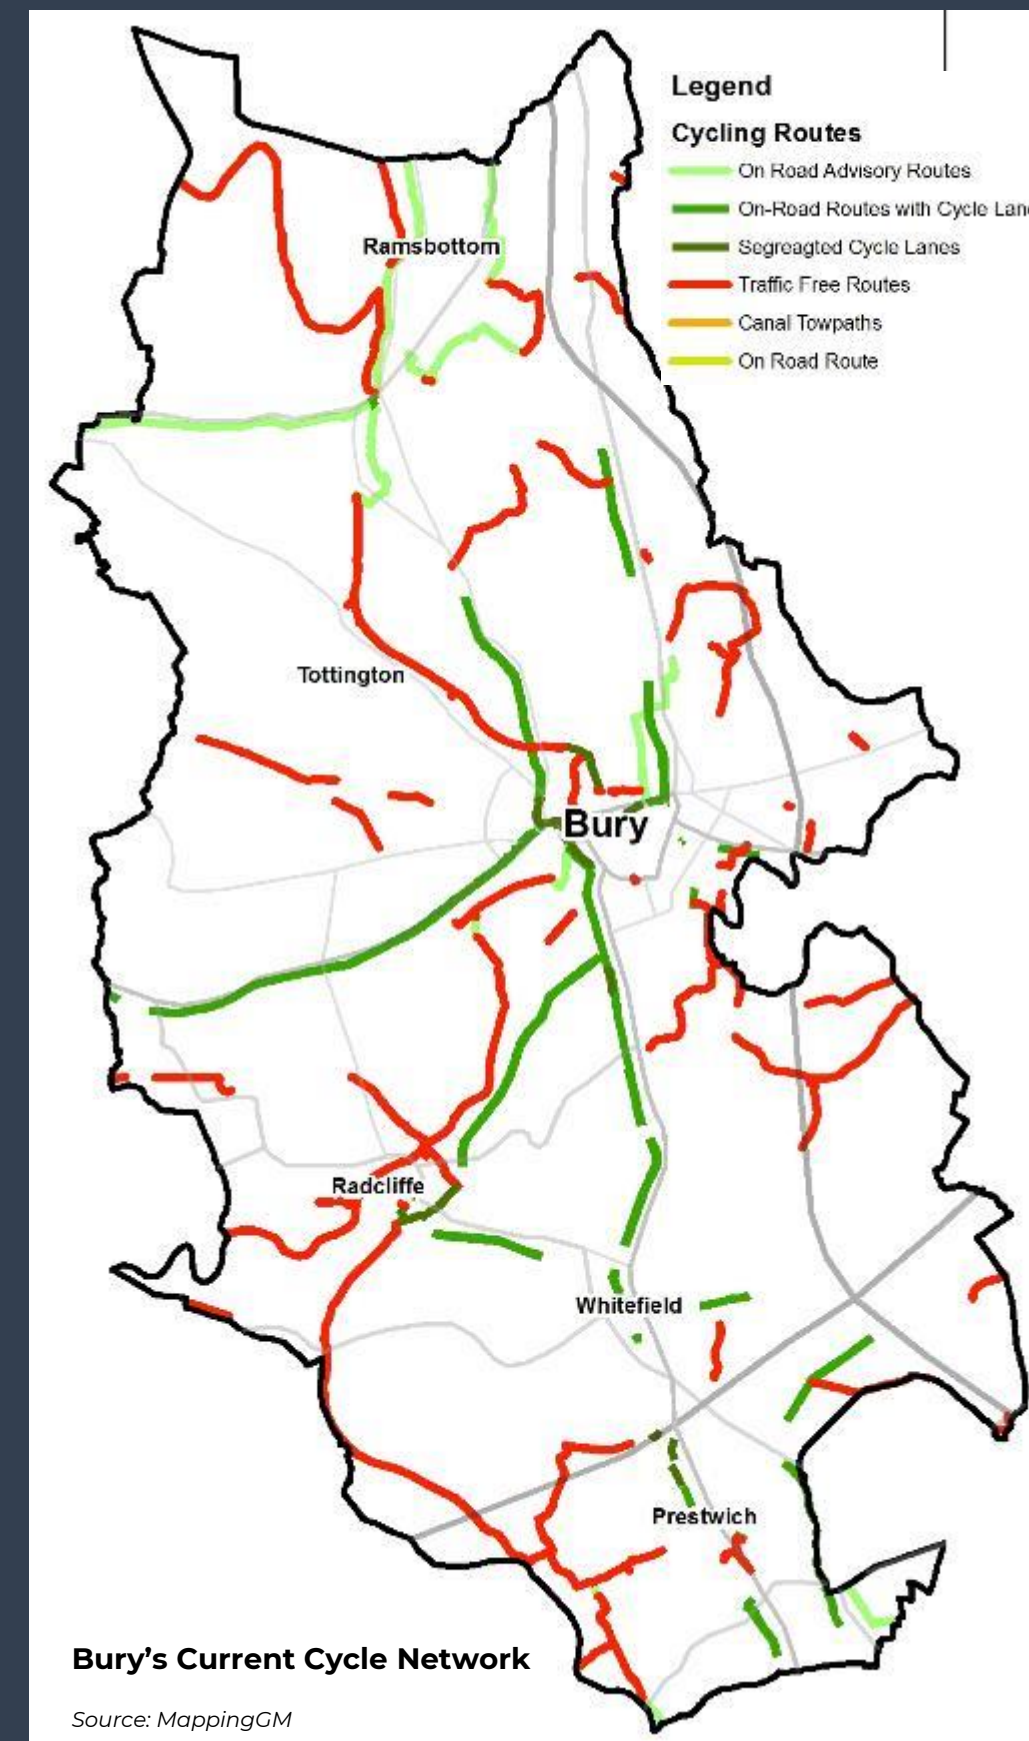 Legend
Cycling Routes
On Road Advisory Routes
On-Road Routes with Cycle Lan
Segreagted Cycle Lanes
Traffic Free Routes
Canal Towpaths
On Road Route
Ramsbottom
Tottington
Bury
Radcliffe
Whitefield
Prestwich
Bury's Current Cycle Network
Source: MappingGM